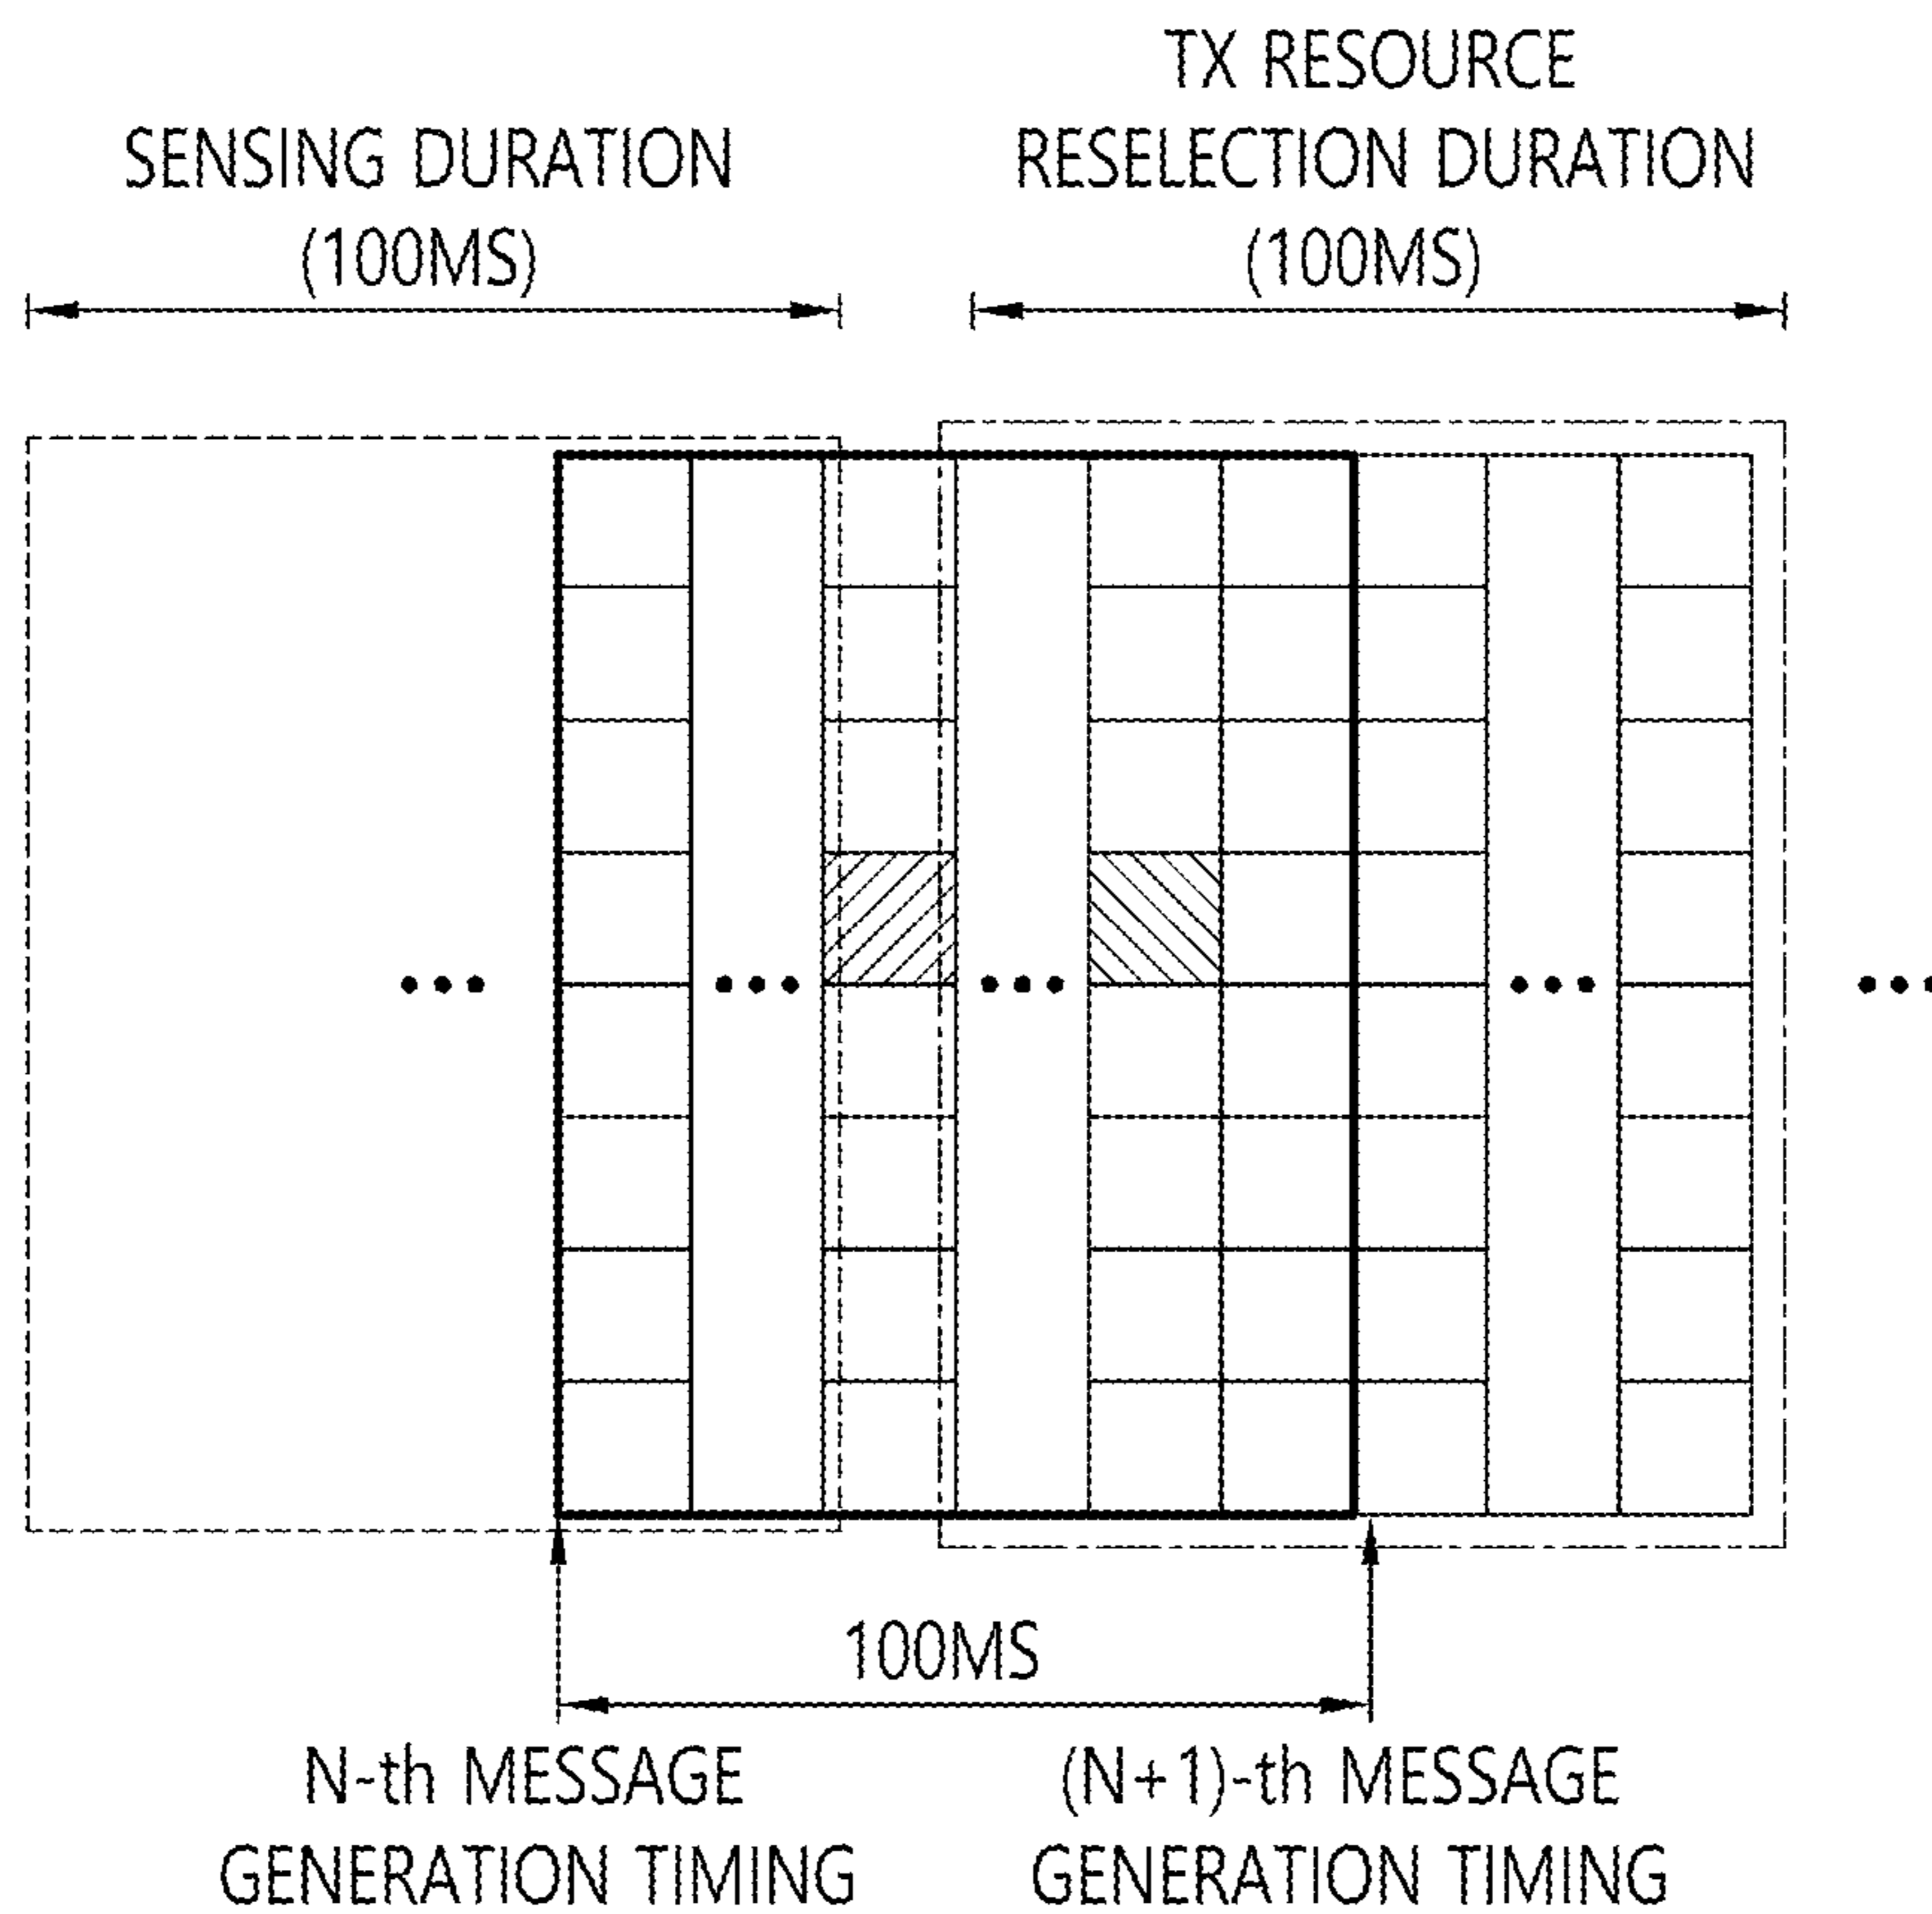 TX RESOURCE
SENSING DURATION
RESELECTION DURATION
(100MS)
(100MS)
100MS
N-th MESSAGE
GENERATION TIMING
(N+1)-th MESSAGE
GENERATION TIMING